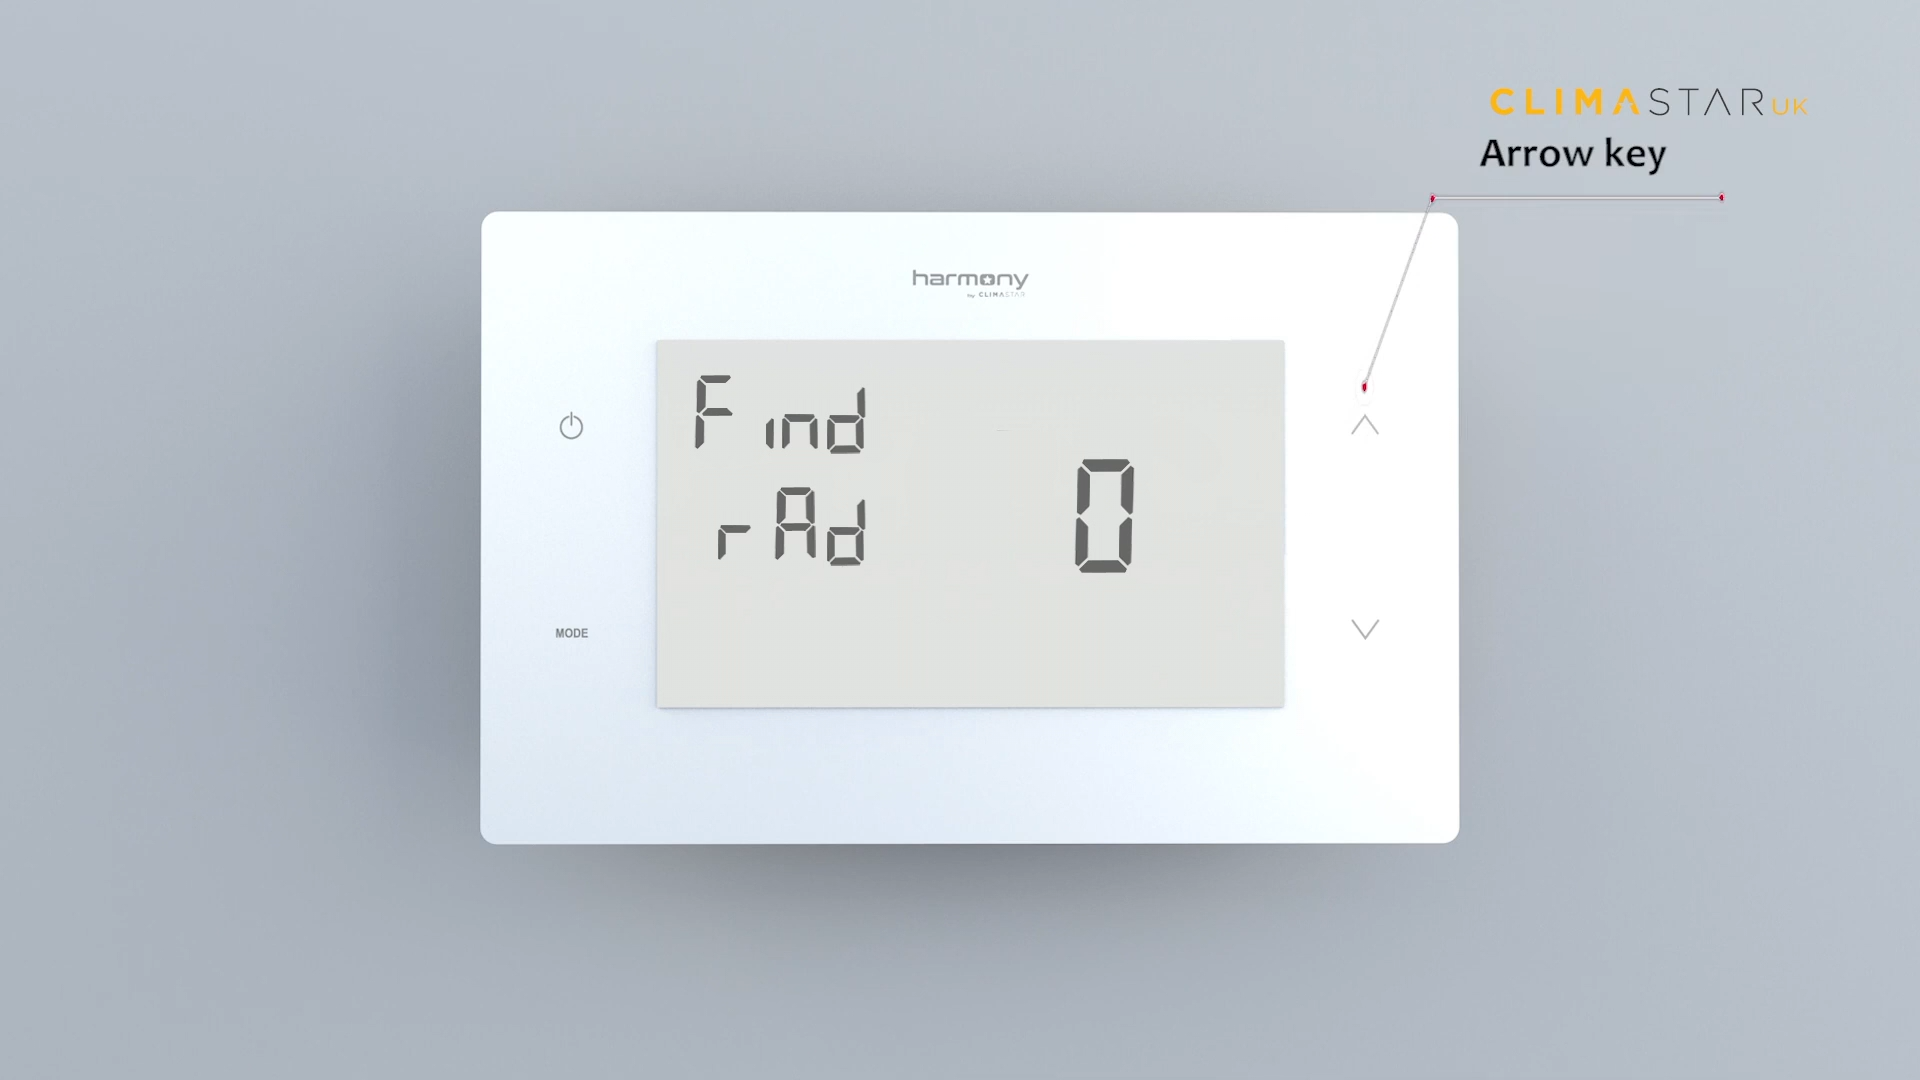 CLIMASTAR UK
Arrow key
harmony
by CLIMASTAR
Find
rAd
0
MODE